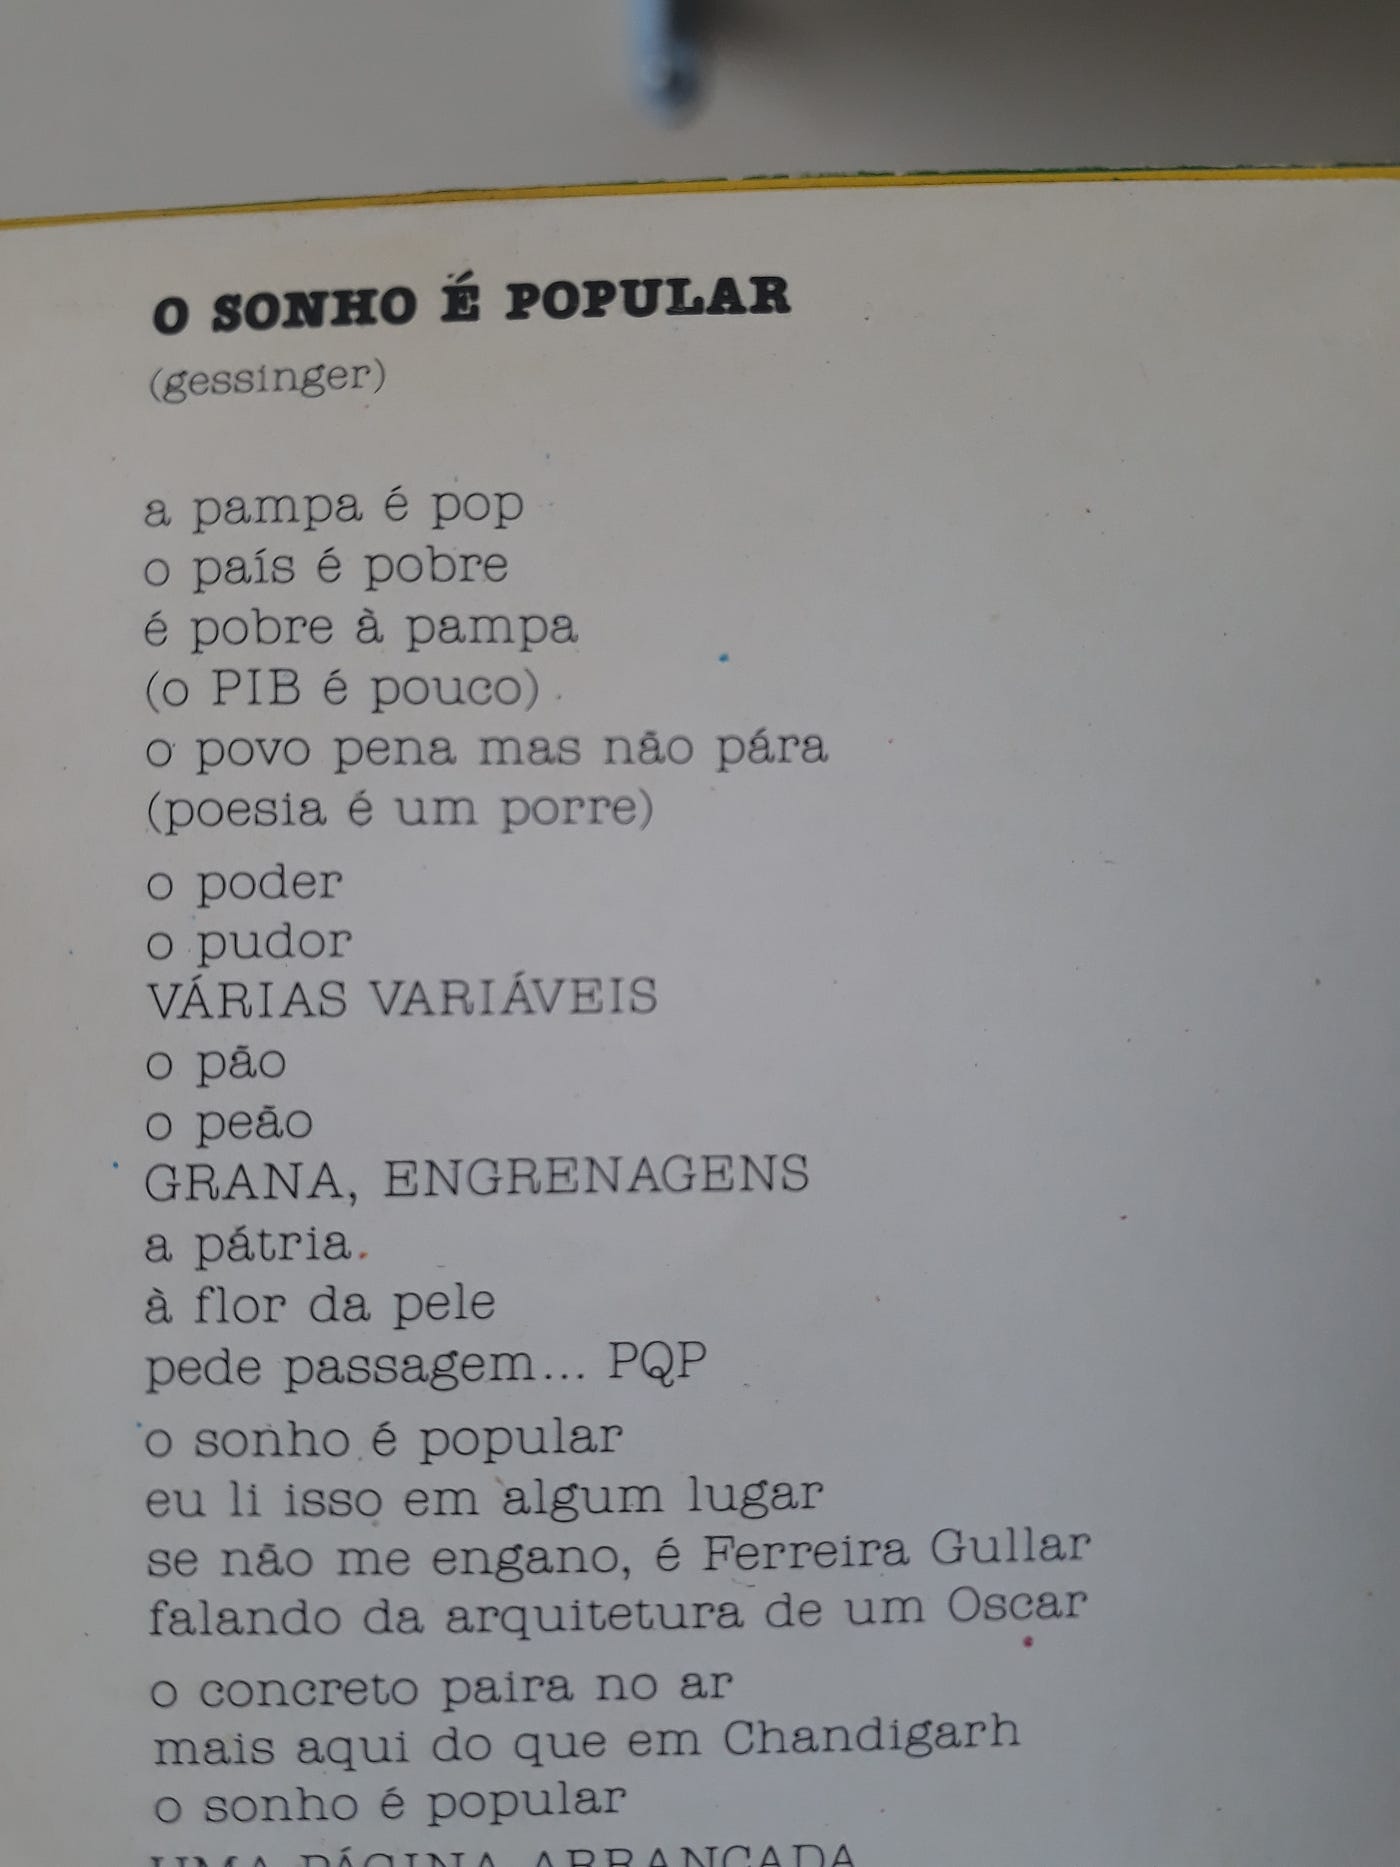 O SONHO É POPULAR
(gessinger)
a pampa é pop
o país é pobre
é pobre à pampa
(o PIB é pouco)
o povo pena mas não pára
(poesia é um porre)
o poder
o pudor
VÁRIAS VARIÁVEIS
o pão
o peão
GRANA, ENGRENAGENS
a pátria
à flor da pele
pede passagem... PQP
o sonho é popular
eu li isso em algum lugar
se não me engano, é Ferreira Gullar
falando da arquitetura de um Oscar
o concreto paira no ar
mais aqui do que em Chandigarh
o sonho é popular
UMA PÁGINA ARRANCADA